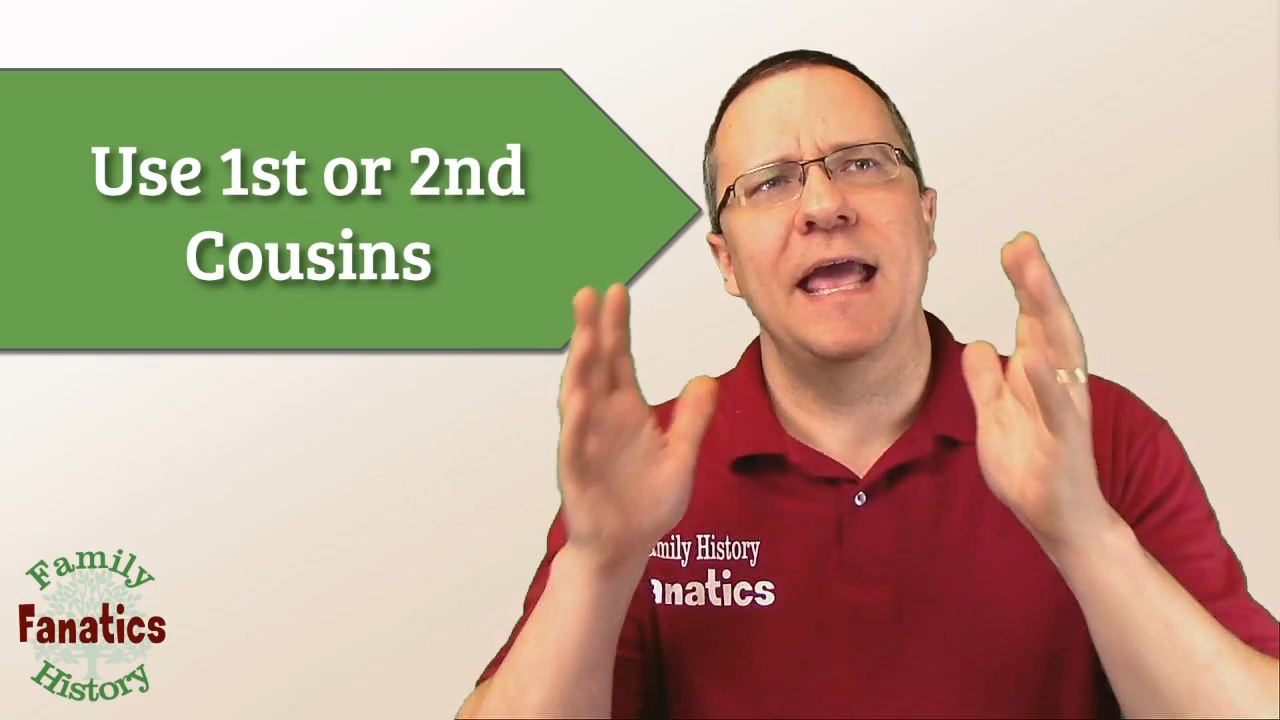 Use 1st or 2nd
Cousins
amily History
anatics
Family
Fanatics
History